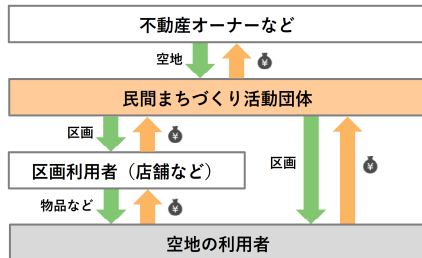 不動産オーナーなど
空地
¥
民間まちづくり活動団体
区画
¥
区画
¥
区画利用者（店舗など）
物品など
¥
空地の利用者